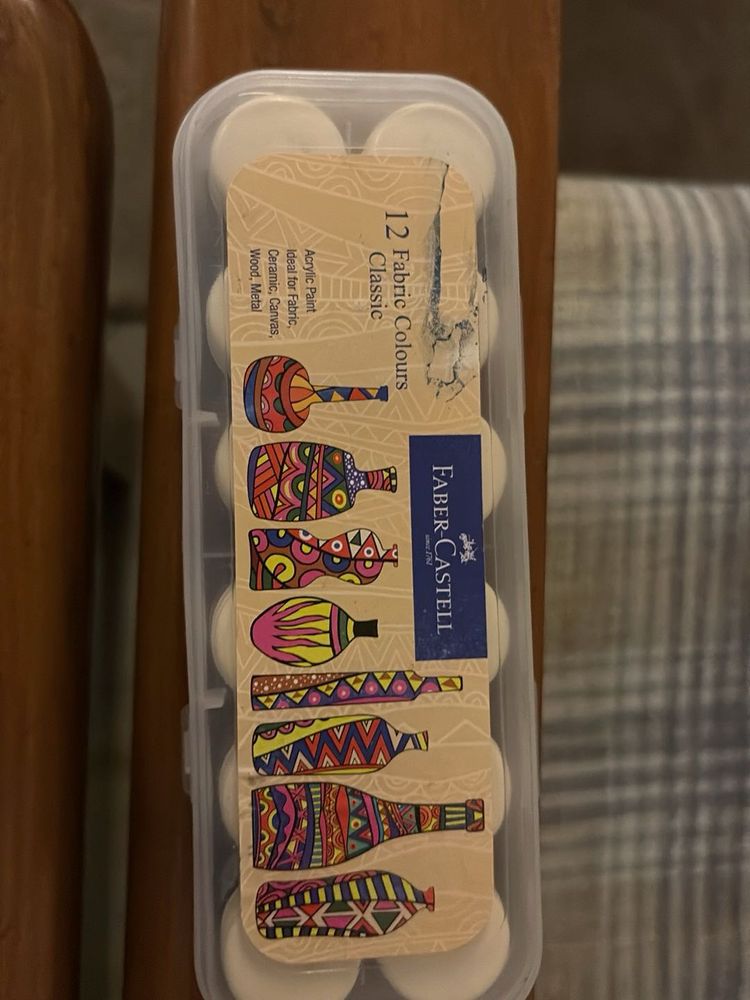 12 Fabric Colours
Classic
Acrylic Paint
Ideal for Fabric,
Ceramic, Canvas,
Wood, Metal
FABER-CASTELL
since 1761